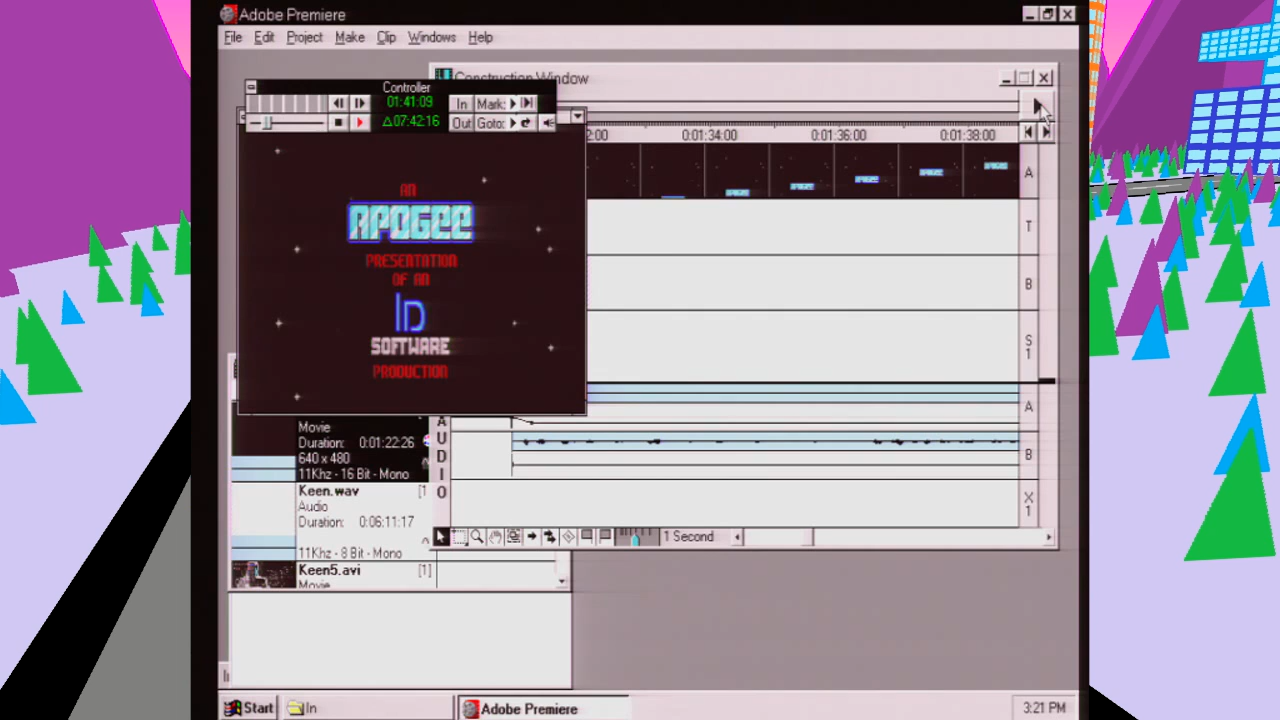 Adobe Premiere
File Edit Project Make Clip Windows Help
Construction Window
Controller
01:41:09
In Mark:
Δ07:42:16
Out Goto:
2:00 0:01:34:00 0:01:36:00 0:01:38:00
AN
APOGEE
PRESENTATION
OF AN
ID
SOFTWARE
PRODUCTION
A
T
B
S
1
A
B
X
1
A
U
D
I
O
Movie
Duration: 0:01:22:26
640 x 480
11Khz - 16 Bit - Mono
Keen.wav [1
Audio
Duration: 0:06:11:17
11Khz - 8 Bit - Mono
Keen5.avi [1]
Movie
1 Second
Start In Adobe Premiere 3:21 PM